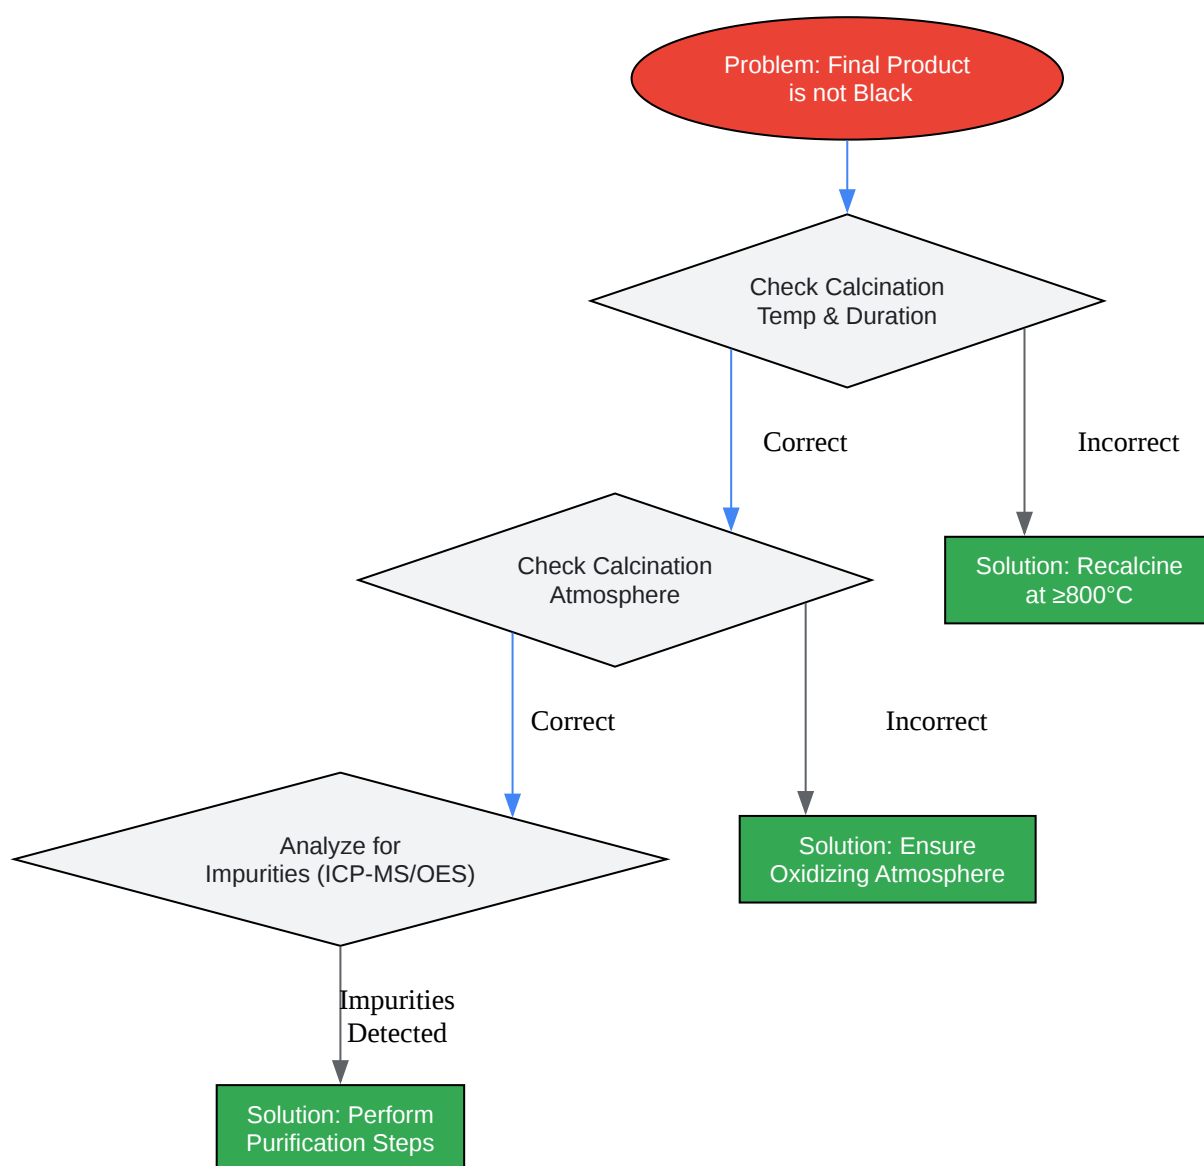 Problem: Final Product
is not Black
Check Calcination
Temp & Duration
Correct
Incorrect
Check Calcination
Atmosphere
Solution: Recalcine
at ≥800°C
Correct
Incorrect
Analyze for
Impurities (ICP-MS/OES)
Solution: Ensure
Oxidizing Atmosphere
Impurities
Detected
Solution: Perform
Purification Steps